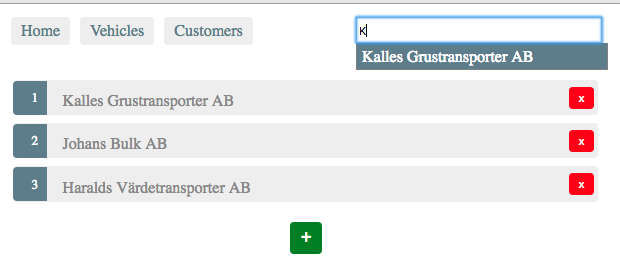 Home Vehicles Customers K
Kalles Grustransporter AB
1 Kalles Grustransporter AB x
2 Johans Bulk AB x
3 Haralds Värdetransporter AB x
+